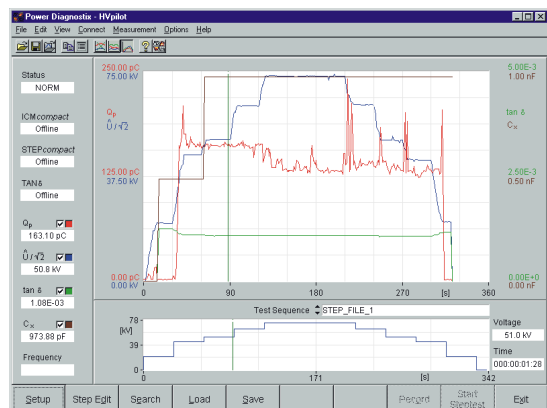 Power Diagnostix - HVpilot
File Edit View Connect Measurement Options Help
Status
NORM
ICMcompact
Offline
STEPcompact
Offline
TANδ
Offline
Qp
163.10 pC
Û/√2
50.8 kV
tan δ
1.08E-03
Cx
973.88 pF
Frequency
250.00 pC
75.00 kV
Qp
Û/√2
125.00 pC
37.50 kV
0.00 pC
0.00 kV
5.00E-3
1.00 nF
tan δ
Cx
2.50E-3
0.50 nF
0.00E+0
0.00 nF
0 90 180 270 [s] 360
Test Sequence STEP_FILE_1
[kV] 78-
39-
0-
0 171 [s] 342
Voltage
51.0 kV
Time
000:00:01:28
Setup Step Edit Search Load Save Record Start Steptest Exit